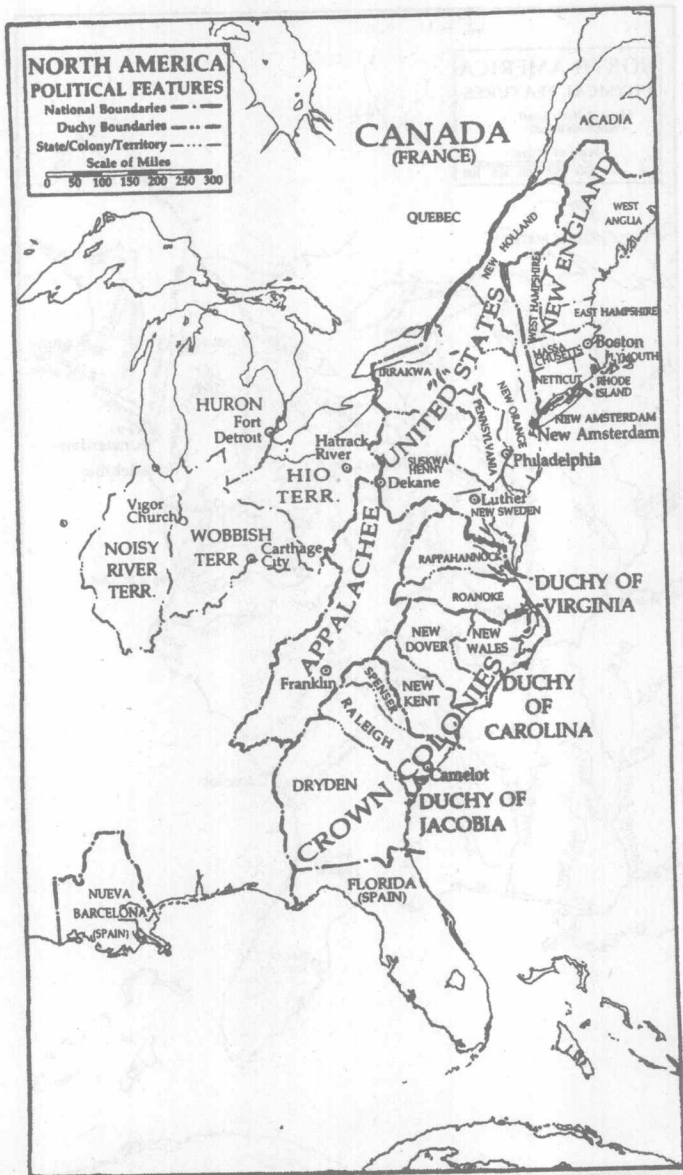 NORTH AMERICA
POLITICAL FEATURES
National Boundaries
Duchy Boundaries
State/Colony/Territory
Scale of Miles
0 50 100 150 200 250 300
CANADA
(FRANCE)
ACADIA
QUEBEC
NEW HOLLAND
NEW ENGLAND
WEST
ANGLIA
WEST HAMPSHIRE
EAST HAMPSHIRE
MASSA
CHUSETTS
Boston
PLYMOUTH
NETTICUT
RHODE
ISLAND
IRRAKWA
UNITED STATES
NEW ORANGE
NEW AMSTERDAM
New Amsterdam
PENNSYLVANIA
SUSKWA
HENNY
Philadelphia
HURON
Fort
Detroit
Hatrack
River
HIO
TERR.
Dekane
Luther
NEW SWEDEN
Vigor
Church
NOISY
RIVER
TERR.
WOBBISH
TERR
Carthage
City
APPALACHEE
RAPPAHANNOCK
DUCHY OF
VIRGINIA
ROANOKE
NEW
DOVER
NEW
WALES
Franklin
SPENSER
NEW
KENT
DUCHY
OF
CAROLINA
RALEIGH
CROWN COLONIES
Camelot
DRYDEN
DUCHY OF
JACOBIA
FLORIDA
(SPAIN)
NUEVA
BARCELONA
(SPAIN)